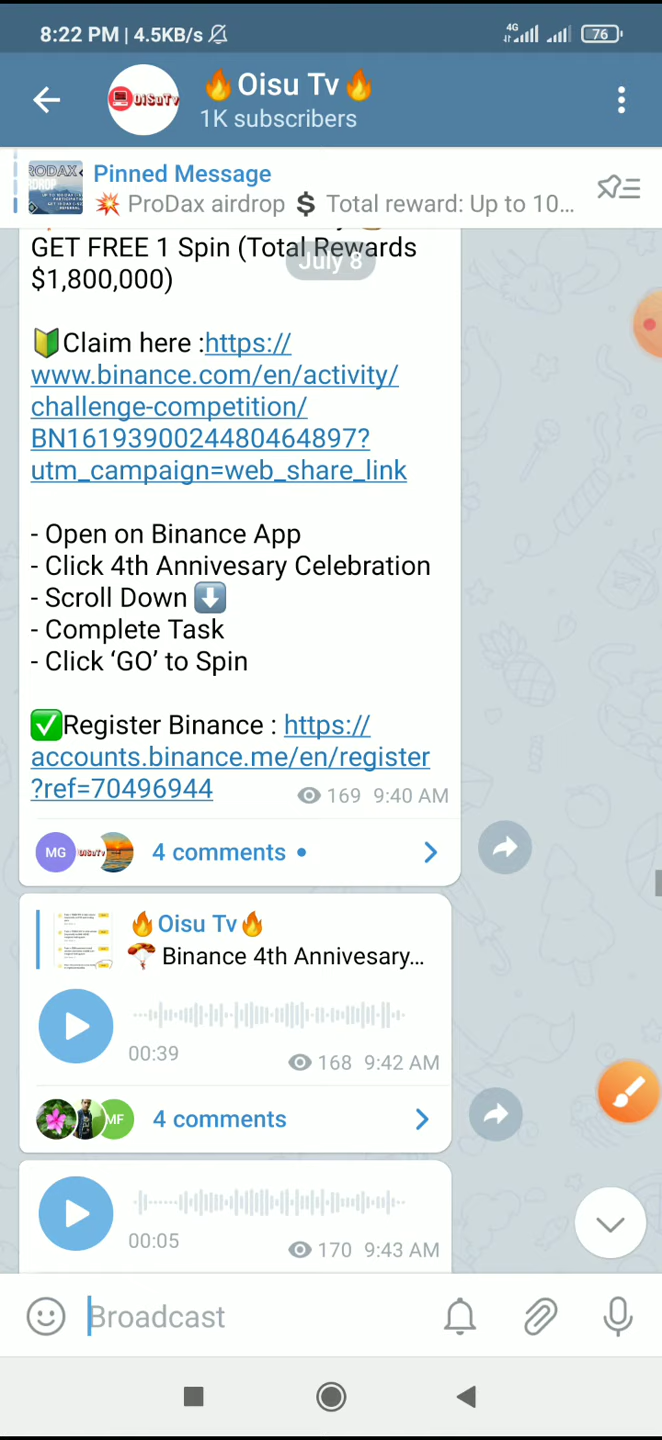 8:22 PM | 4.5KB/s
4G
76
OiSuTv
🔥Oisu Tv🔥
1K subscribers
Pinned Message
💥 ProDax airdrop 💲 Total reward: Up to 10...
GET FREE 1 Spin (Total Rewards
$1,800,000)
July 8
🔰Claim here :https://
www.binance.com/en/activity/
challenge-competition/
BN16193900244804648​97?
utm_campaign=web_share_link
- Open on Binance App
- Click 4th Annivesary Celebration
- Scroll Down ⬇️
- Complete Task
- Click ‘GO’ to Spin
✅Register Binance : https://
accounts.binance.me/en/register
?ref=70496944
169 9:40 AM
MG
OiSuTv
4 comments
🔥Oisu Tv🔥
🪂 Binance 4th Annivesary...
00:39
168 9:42 AM
MF
4 comments
00:05
170 9:43 AM
Broadcast